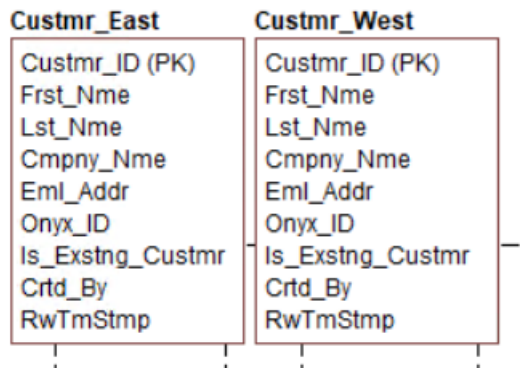 Custmr_East
Custmr_ID (PK)
Frst_Nme
Lst_Nme
Cmpny_Nme
Eml_Addr
Onyx_ID
Is_Exstng_Custmr
Crtd_By
RwTmStmp
Custmr_West
Custmr_ID (PK)
Frst_Nme
Lst_Nme
Cmpny_Nme
Eml_Addr
Onyx_ID
Is_Exstng_Custmr
Crtd_By
RwTmStmp